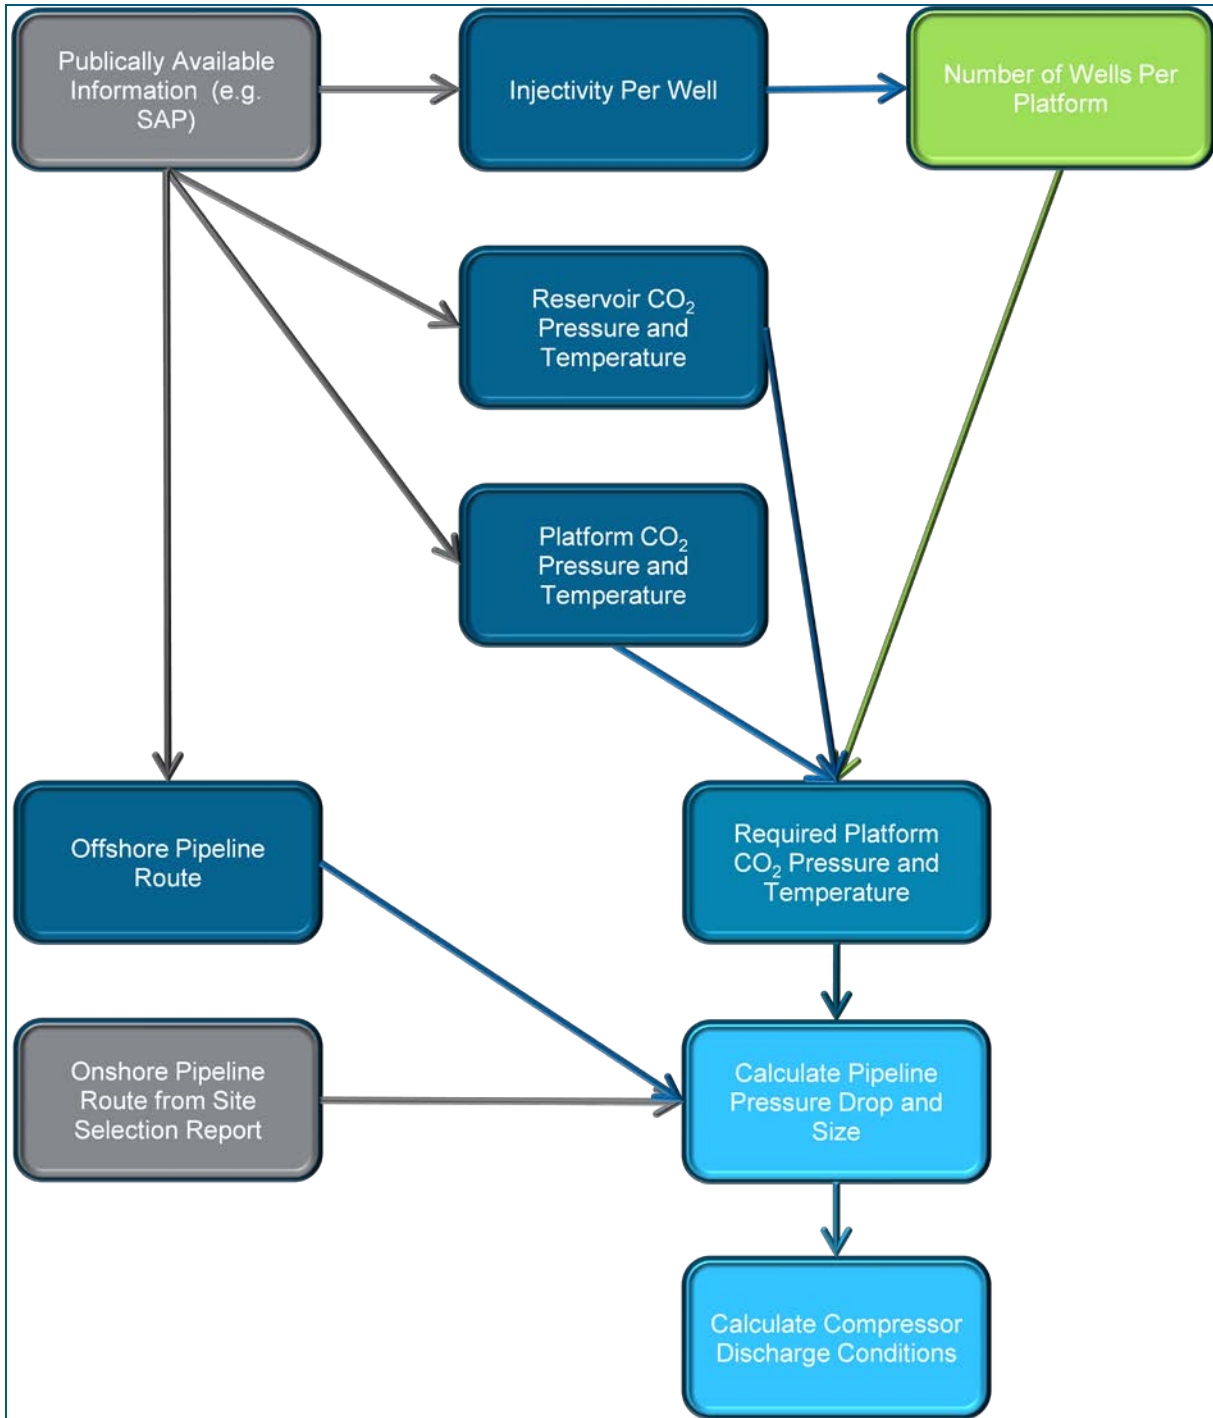 Publically Available
Information (e.g.
SAP)
Injectivity Per Well
Number of Wells Per
Platform
Reservoir CO₂
Pressure and
Temperature
Platform CO₂
Pressure and
Temperature
Offshore Pipeline
Route
Required Platform
CO₂ Pressure and
Temperature
Onshore Pipeline
Route from Site
Selection Report
Calculate Pipeline
Pressure Drop and
Size
Calculate Compressor
Discharge Conditions